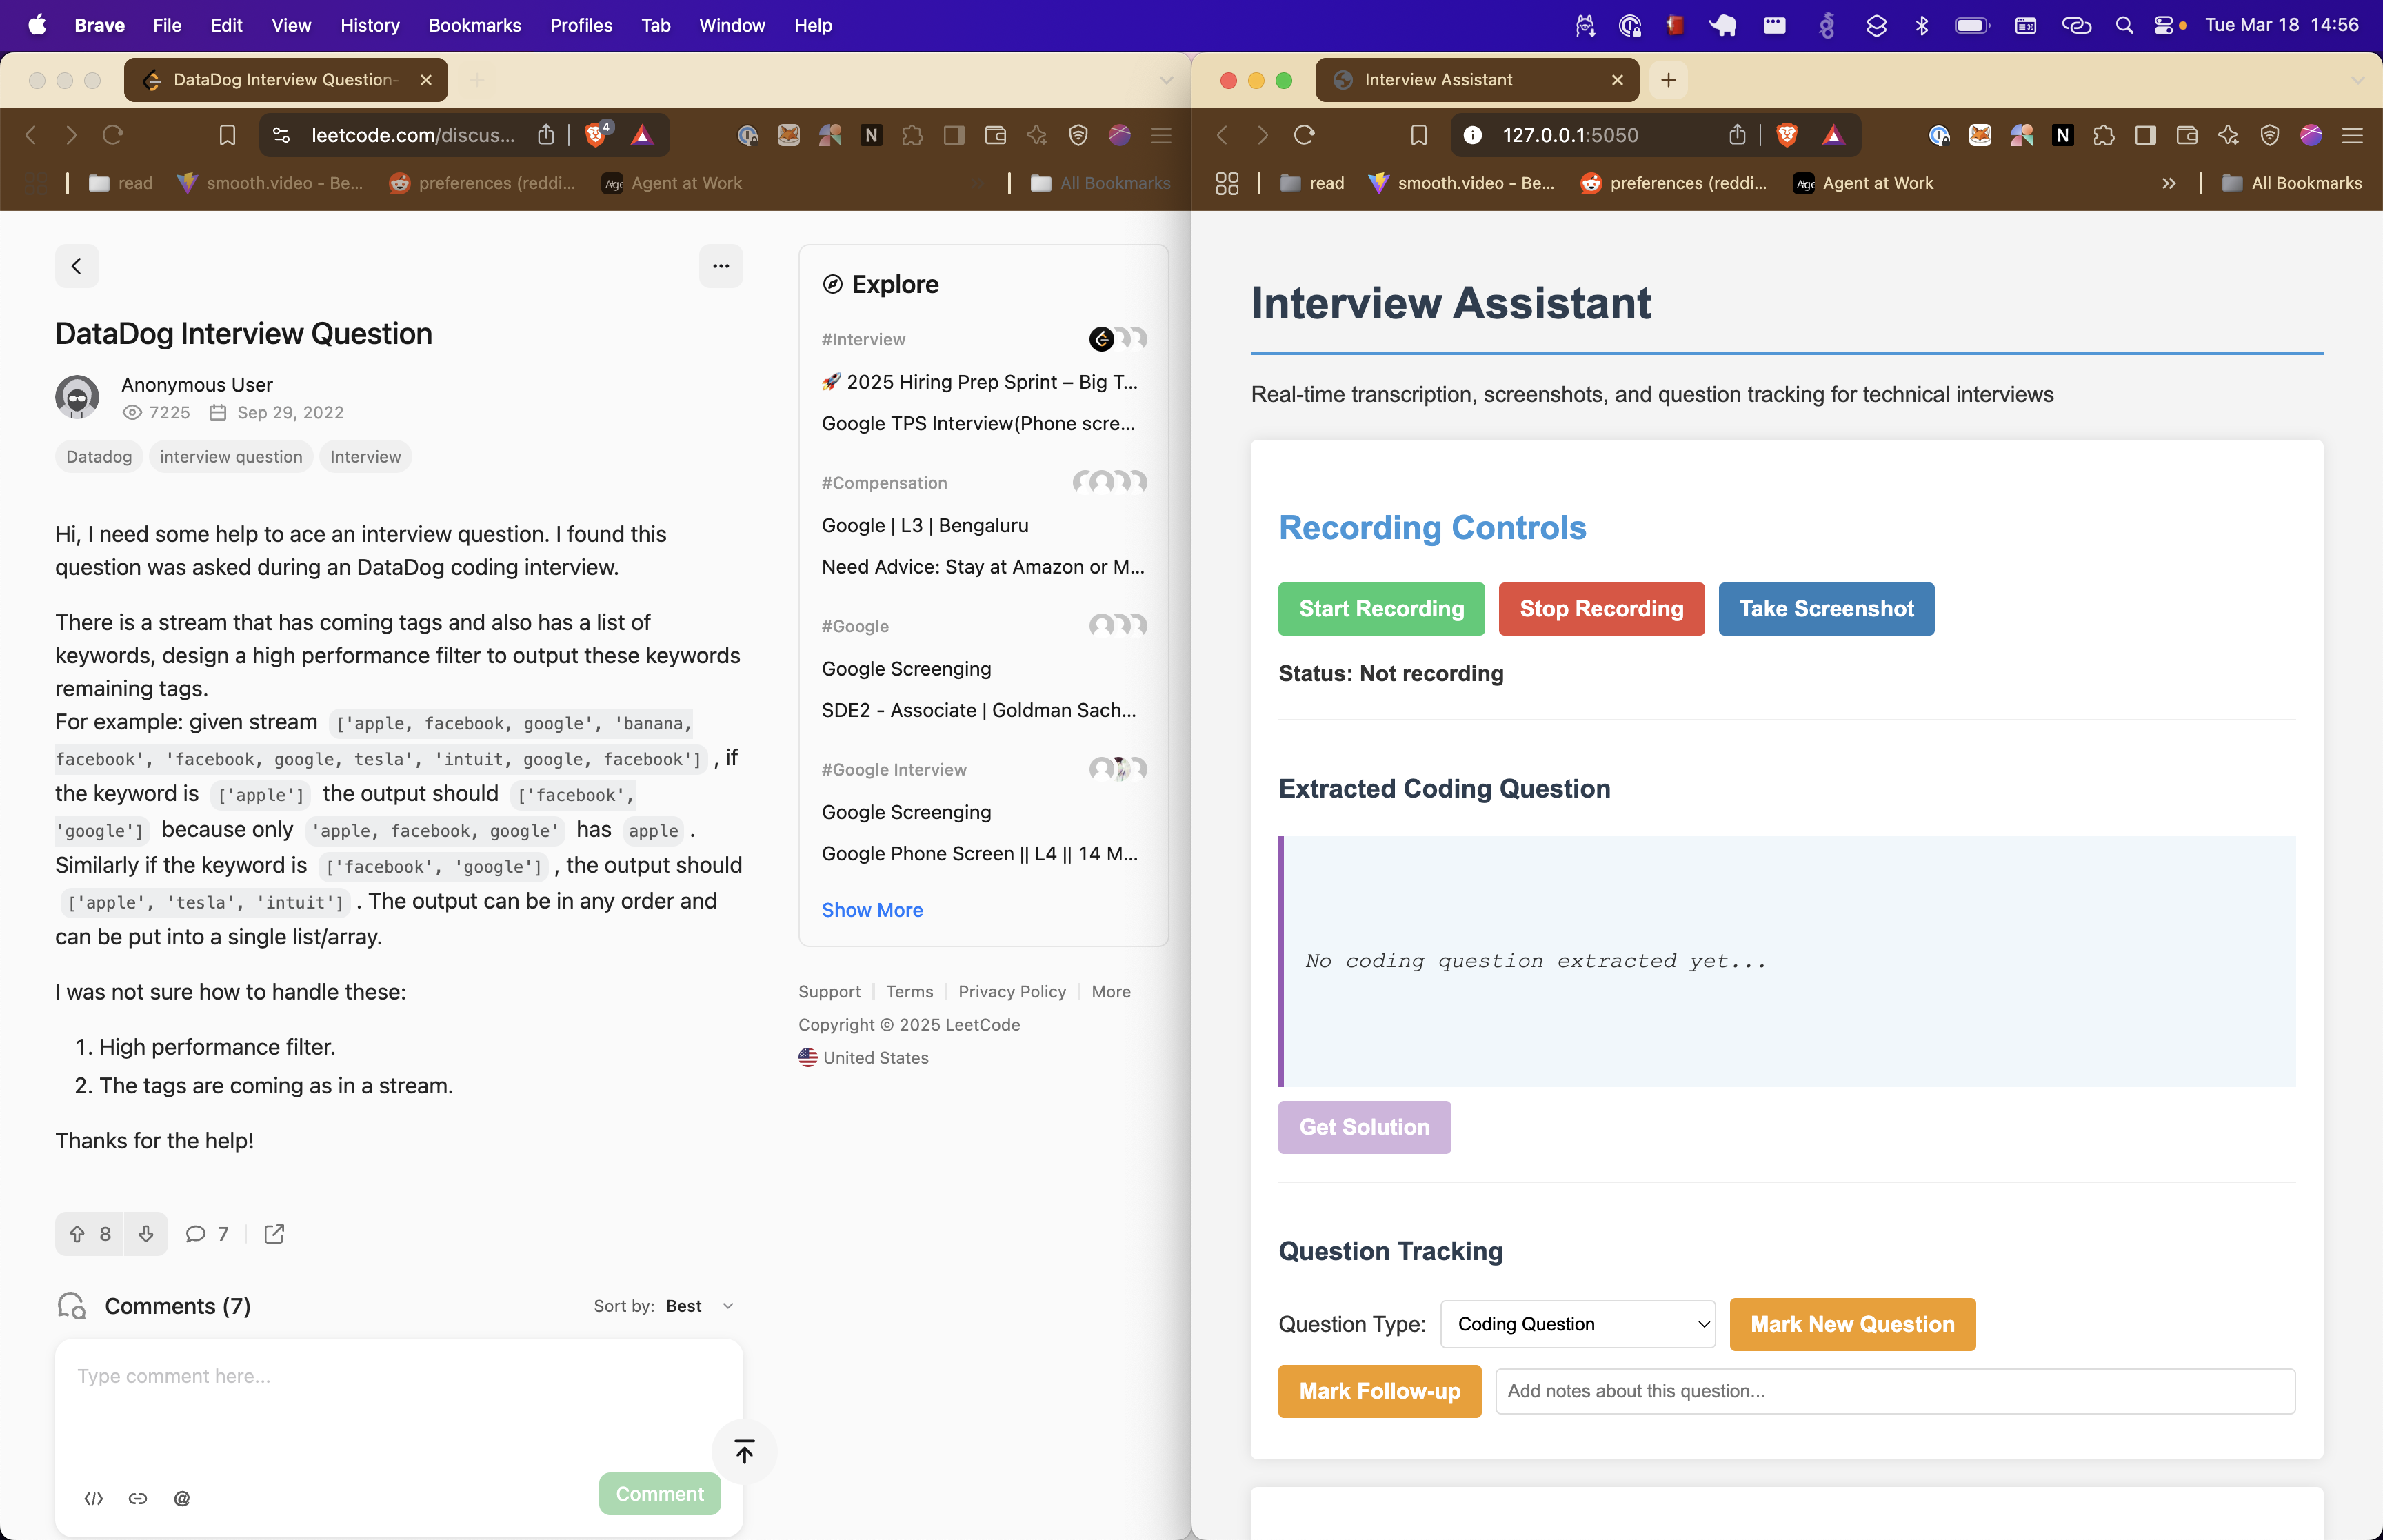 Brave File Edit View History Bookmarks Profiles Tab Window Help
Tue Mar 18 14:56
DataDog Interview Question-
leetcode.com/discus...
4
N
read
smooth.video - Be...
preferences (reddi...
Agent at Work
All Bookmarks
DataDog Interview Question
Anonymous User
7225 Sep 29, 2022
Datadog interview question Interview
Hi, I need some help to ace an interview question. I found this
question was asked during an DataDog coding interview.
There is a stream that has coming tags and also has a list of
keywords, design a high performance filter to output these keywords
remaining tags.
For example: given stream ['apple, facebook, google', 'banana,
facebook', 'facebook, google, tesla', 'intuit, google, facebook'] , if
the keyword is ['apple'] the output should ['facebook',
'google'] because only 'apple, facebook, google' has apple .
Similarly if the keyword is ['facebook', 'google'] , the output should
['apple', 'tesla', 'intuit'] . The output can be in any order and
can be put into a single list/array.
I was not sure how to handle these:
1. High performance filter.
2. The tags are coming as in a stream.
Thanks for the help!
8
7
Comments (7)
Sort by: Best
Type comment here...
@
Comment
Explore
#Interview
🚀 2025 Hiring Prep Sprint – Big T...
Google TPS Interview(Phone scre...
#Compensation
Google | L3 | Bengaluru
Need Advice: Stay at Amazon or M...
#Google
Google Screenging
SDE2 - Associate | Goldman Sach...
#Google Interview
Google Screenging
Google Phone Screen || L4 || 14 M...
Show More
Support | Terms | Privacy Policy | More
Copyright © 2025 LeetCode
United States
Interview Assistant
127.0.0.1:5050
N
read
smooth.video - Be...
preferences (reddi...
Agent at Work
All Bookmarks
Interview Assistant
Real-time transcription, screenshots, and question tracking for technical interviews
Recording Controls
Start Recording Stop Recording Take Screenshot
Status: Not recording
Extracted Coding Question
No coding question extracted yet...
Get Solution
Question Tracking
Question Type: Coding Question Mark New Question
Mark Follow-up Add notes about this question...